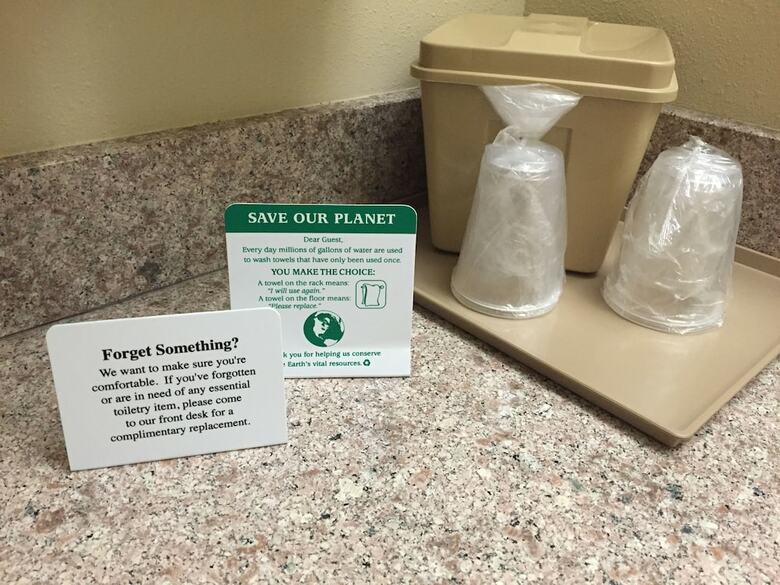 SAVE OUR PLANET
Dear Guest,
Every day millions of gallons of water are used
to wash towels that have only been used once.
YOU MAKE THE CHOICE:
A towel on the rack means:
"I will use again."
A towel on the floor means:
"Please replace."
k you for helping us conserve
Earth's vital resources.
Forget Something?
We want to make sure you're
comfortable. If you've forgotten
or are in need of any essential
toiletry item, please come
to our front desk for a
complimentary replacement.